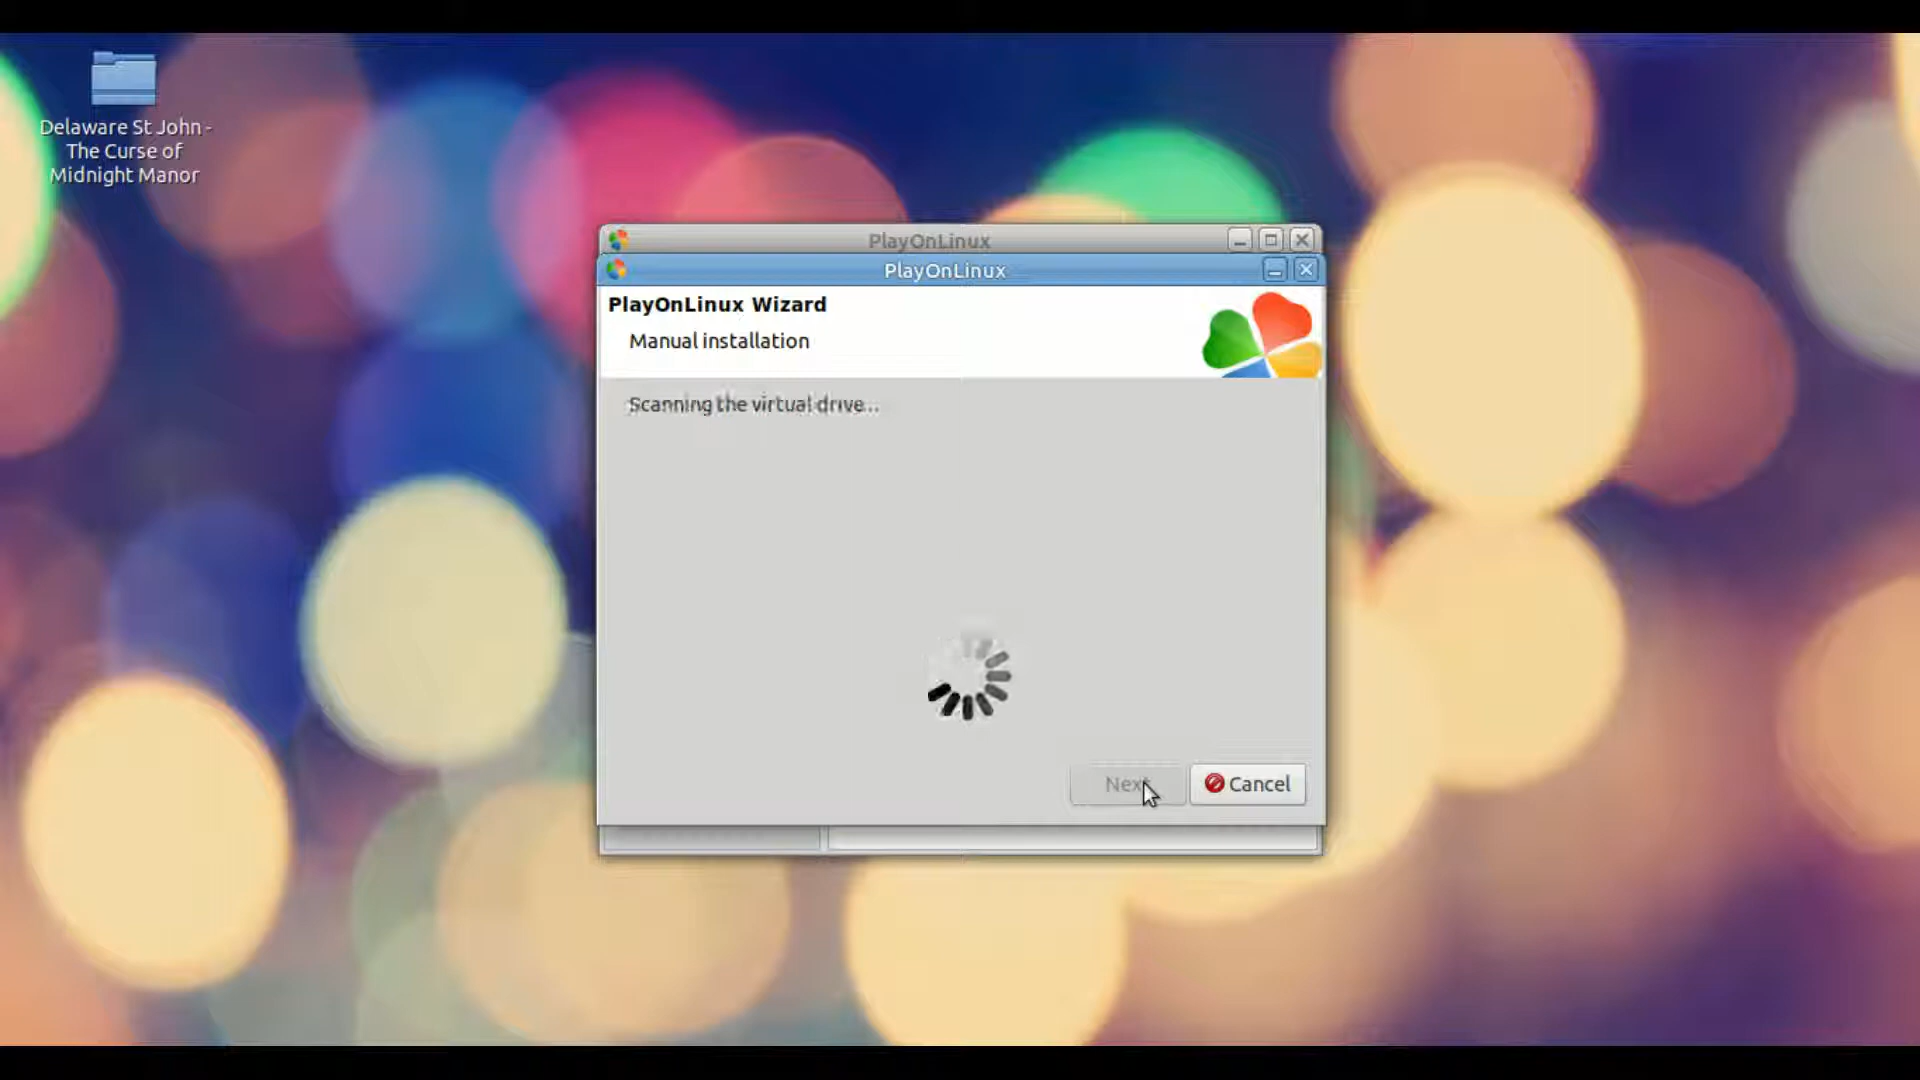 Delaware St John -
The Curse of
Midnight Manor
PlayOnLinux
PlayOnLinux
PlayOnLinux Wizard
Manual installation
Scanning the virtual drive...
Next
Cancel